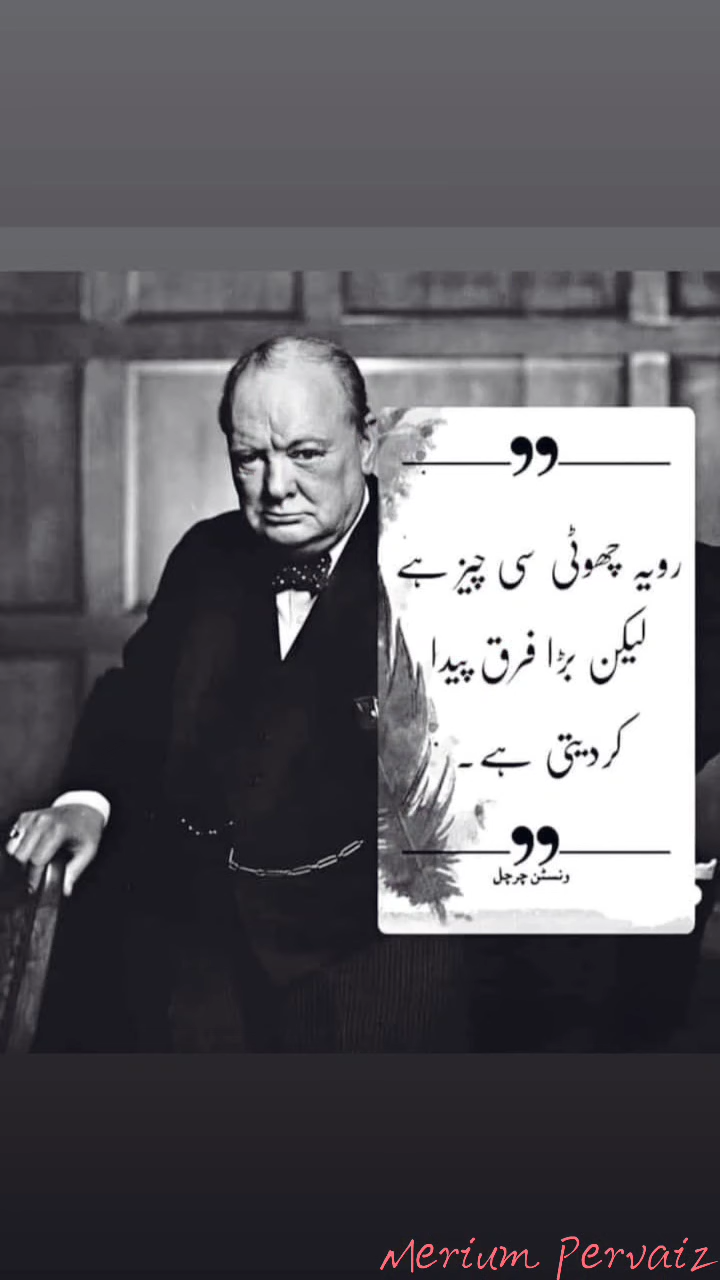 رویہ چھوٹی سی چیز ہے
لیکن بڑا فرق پیدا
کر دیتی ہے۔
ونسٹن چرچل
Merium Pervaiz